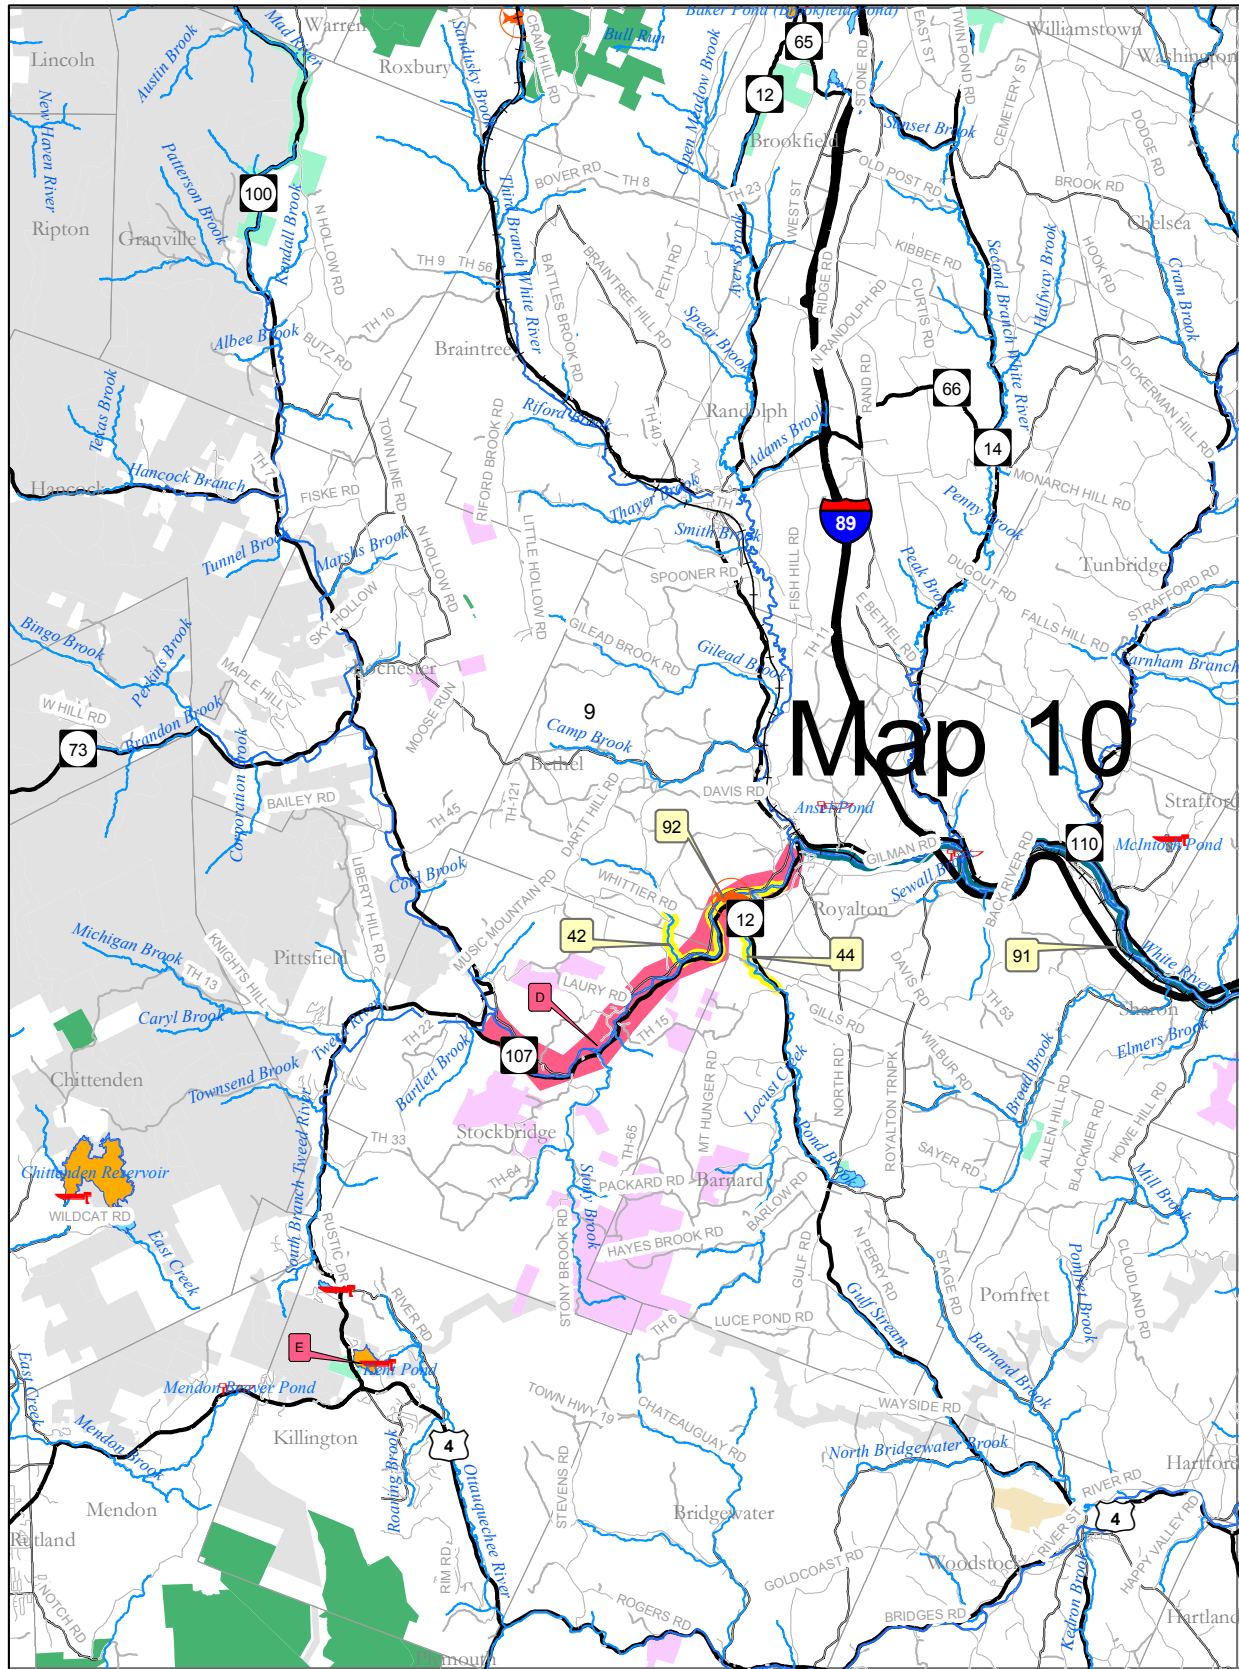 Baker Pond (Brookfield Pond)
Warren
Mad River
Austin Brook
Lincoln
Roxbury
Sandusky Brook
CRAM HILL RD
Bull Run
65
12
STONE RD
EAST ST
TWIN POND RD
Williamstown
Washington
CEMETERY ST
DODGE RD
New Haven River
Patterson Brook
100
Kendall Brook
N HOLLOW RD
Ripton
Granville
Open Meadow Brook
Brookfield
Sunset Brook
OLD POST RD
BROOK RD
Chelsea
BOVER RD
TH 8
TH 23
WEST ST
Third Branch White River
TH 9
TH 56
BATTLES BROOK RD
BRAINTREE HILL RD
PETH RD
Ayers Brook
RIDGE RD
KIBBEE RD
Second Branch White River
Halfway Brook
HOOK RD
Cram Brook
CURTIS RD
N RANDOLPH RD
Albee Brook
BUTZ RD
TH 10
Braintree
Spear Brook
RAND RD
66
DICKERMAN HILL RD
Texas Brook
Riford Brook
TH 40
Randolph
Adams Brook
14
Hancock
Hancock Branch
TOWN LINE RD
RIFORD BROOK RD
FISKE RD
Thayer Brook
TH
MONARCH HILL RD
Penny Brook
89
Tunnel Brook
Marshs Brook
N HOLLOW RD
LITTLE HOLLOW RD
Smith Brook
SPOONER RD
FISH HILL RD
Peak Brook
DUGOUT RD
Tunbridge
STRAFFORD RD
SKY HOLLOW
Bingo Brook
Perkins Brook
MAPLE HILL
Rochester
GILEAD BROOK RD
Gilead Brook
TH 11
E BETHEL RD
FALLS HILL RD
Farnham Branch
W HILL RD
73
Brandon Brook
MOOSE RUN
9
Camp Brook
Bethel
Map 10
Corporation Brook
BAILEY RD
TH 45
TH-121
DARTT HILL RD
DAVIS RD
Ansel Pond
Strafford
92
GILMAN RD
110
McIntosh Pond
LIBERTY HILL RD
Cold Brook
WHITTIER RD
Sewall B
BACK RIVER RD
12
Royalton
Michigan Brook
KNIGHTS HILL
Pittsfield
MUSIC MOUNTAIN RD
42
44
91
White River
TH 13
LAURY RD
D
DAVIS RD
TH 53
Sharon
Caryl Brook
Tweed River
TH-22
107
TH 15
GILLS RD
Elmers Brook
Chittenden
Townsend Brook
Bartlett Brook
MT HUNGER RD
Locust Creek
NORTH RD
WILBUR RD
Broad Brook
TH 33
Stockbridge
ROYALTON TRNPK
ALLEN HILL RD
BLACKMER RD
HOWE HILL RD
South Branch Tweed River
TH-65
Pond Brook
SAYER RD
Chittenden Reservoir
WILDCAT RD
TH-64
PACKARD RD
Barnard
BARLOW RD
Mill Brook
East Creek
RUSTIC DR
Stony Brook
STONY BROOK RD
HAYES BROOK RD
GULF RD
N PERRY RD
STAGE RD
CLOUDLAND RD
Pomfret Brook
Pomfret
RIVER RD
TH 6
LUCE POND RD
Gulf Stream
E
Kent Pond
Barnard Brook
East Creek
Mendon Beaver Pond
TOWN HWY 19
CHATEAUGUAY RD
WAYSIDE RD
Mendon Brook
Killington
4
North Bridgewater Brook
Hartford
RIVER RD
Roaring Brook
Ottauquechee River
STEVENS RD
Bridgewater
4
Mendon
Rutland
RIVER ST
HAPPY VALLEY RD
Woodstock
GOLDCOAST RD
RIM RD
NOTCH RD
ROGERS RD
BRIDGES RD
Kedron Brook
Hartland
Plymouth